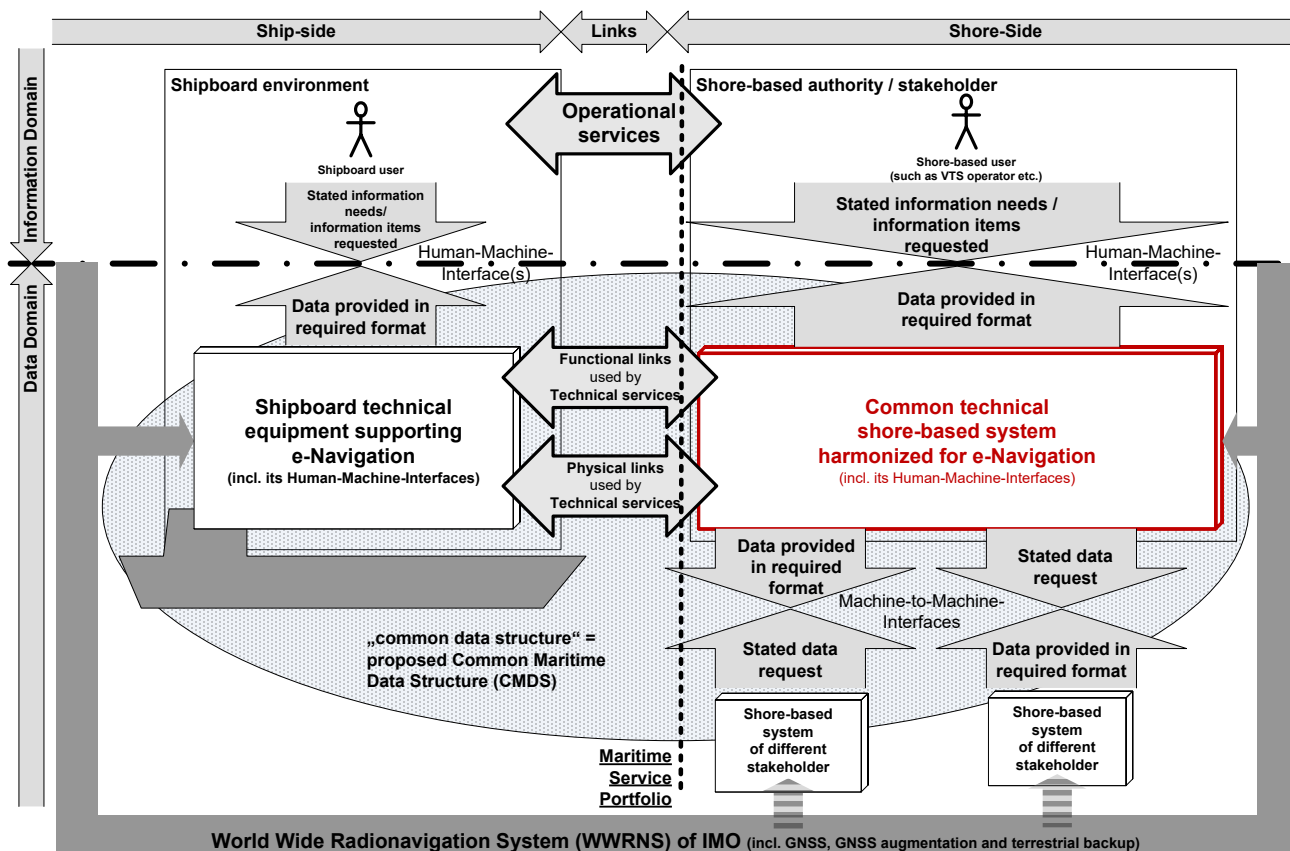 Ship-side
Links
Shore-Side
Information Domain
Data Domain
Shipboard environment
Shore-based authority / stakeholder
Operational
services
Shipboard user
Shore-based user
(such as VTS operator etc.)
Stated information
needs/
information items
requested
Stated information needs /
information items
requested
Human-Machine-
Interface(s)
Human-Machine-
Interface(s)
Data provided in
required format
Data provided in
required format
Functional links
used by
Technical services
Shipboard technical
equipment supporting
e-Navigation
(incl. its Human-Machine-Interfaces)
Common technical
shore-based system
harmonized for e-Navigation
(incl. its Human-Machine-Interfaces)
Physical links
used by
Technical services
Data provided
in required
format
Stated data
request
Machine-to-Machine-
Interfaces
„common data structure“ =
proposed Common Maritime
Data Structure (CMDS)
Stated data
request
Data provided in
required format
Shore-based
system
of different
stakeholder
Shore-based
system
of different
stakeholder
Maritime
Service
Portfolio
World Wide Radionavigation System (WWRNS) of IMO (incl. GNSS, GNSS augmentation and terrestrial backup)